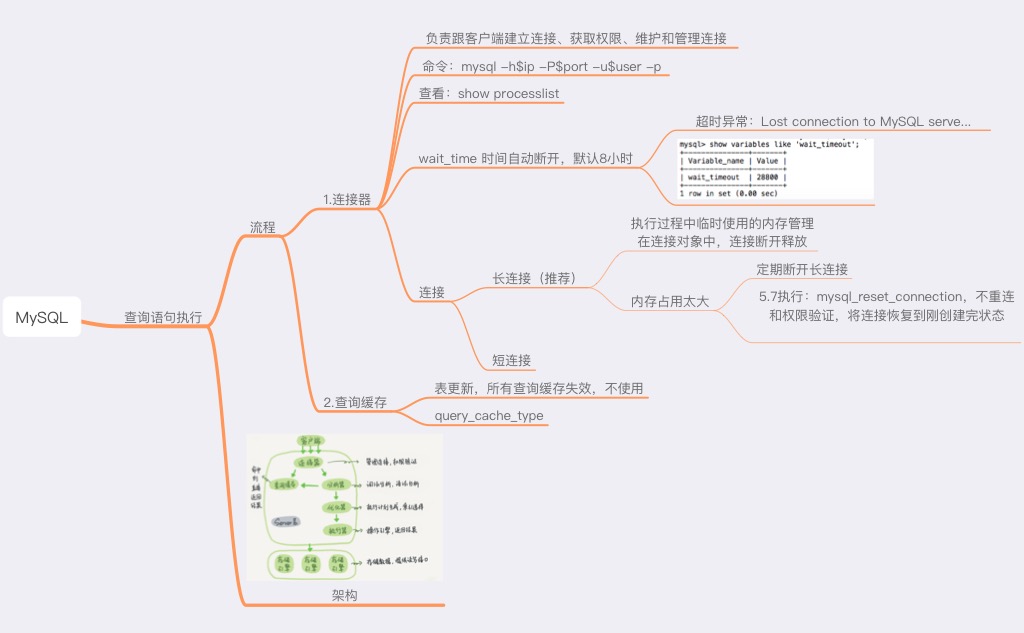 MySQL
查询语句执行
流程
1.连接器
负责跟客户端建立连接、获取权限、维护和管理连接
命令：mysql -h$ip -P$port -u$user -p
查看：show processlist
wait_time 时间自动断开，默认8小时
超时异常：Lost connection to MySQL serve...
mysql> show variables like 'wait_timeout';
+---------------+-------+
| Variable_name | Value |
+---------------+-------+
| wait_timeout | 28800 |
+---------------+-------+
1 row in set (0.00 sec)
连接
长连接（推荐）
执行过程中临时使用的内存管理
在连接对象中，连接断开释放
内存占用太大
定期断开长连接
5.7执行：mysql_reset_connection，不重连
和权限验证，将连接恢复到刚创建完状态
短连接
2.查询缓存
表更新，所有查询缓存失效，不使用
query_cache_type
客户端
连接器
管理连接，权限验证
查询缓存
分析器
词法分析，语法分析
优化器
执行计划生成，索引选择
执行器
操作引擎，返回结果
Server层
存储
引擎
存储
引擎
存储
引擎
存储数据，提供读写接口
架构